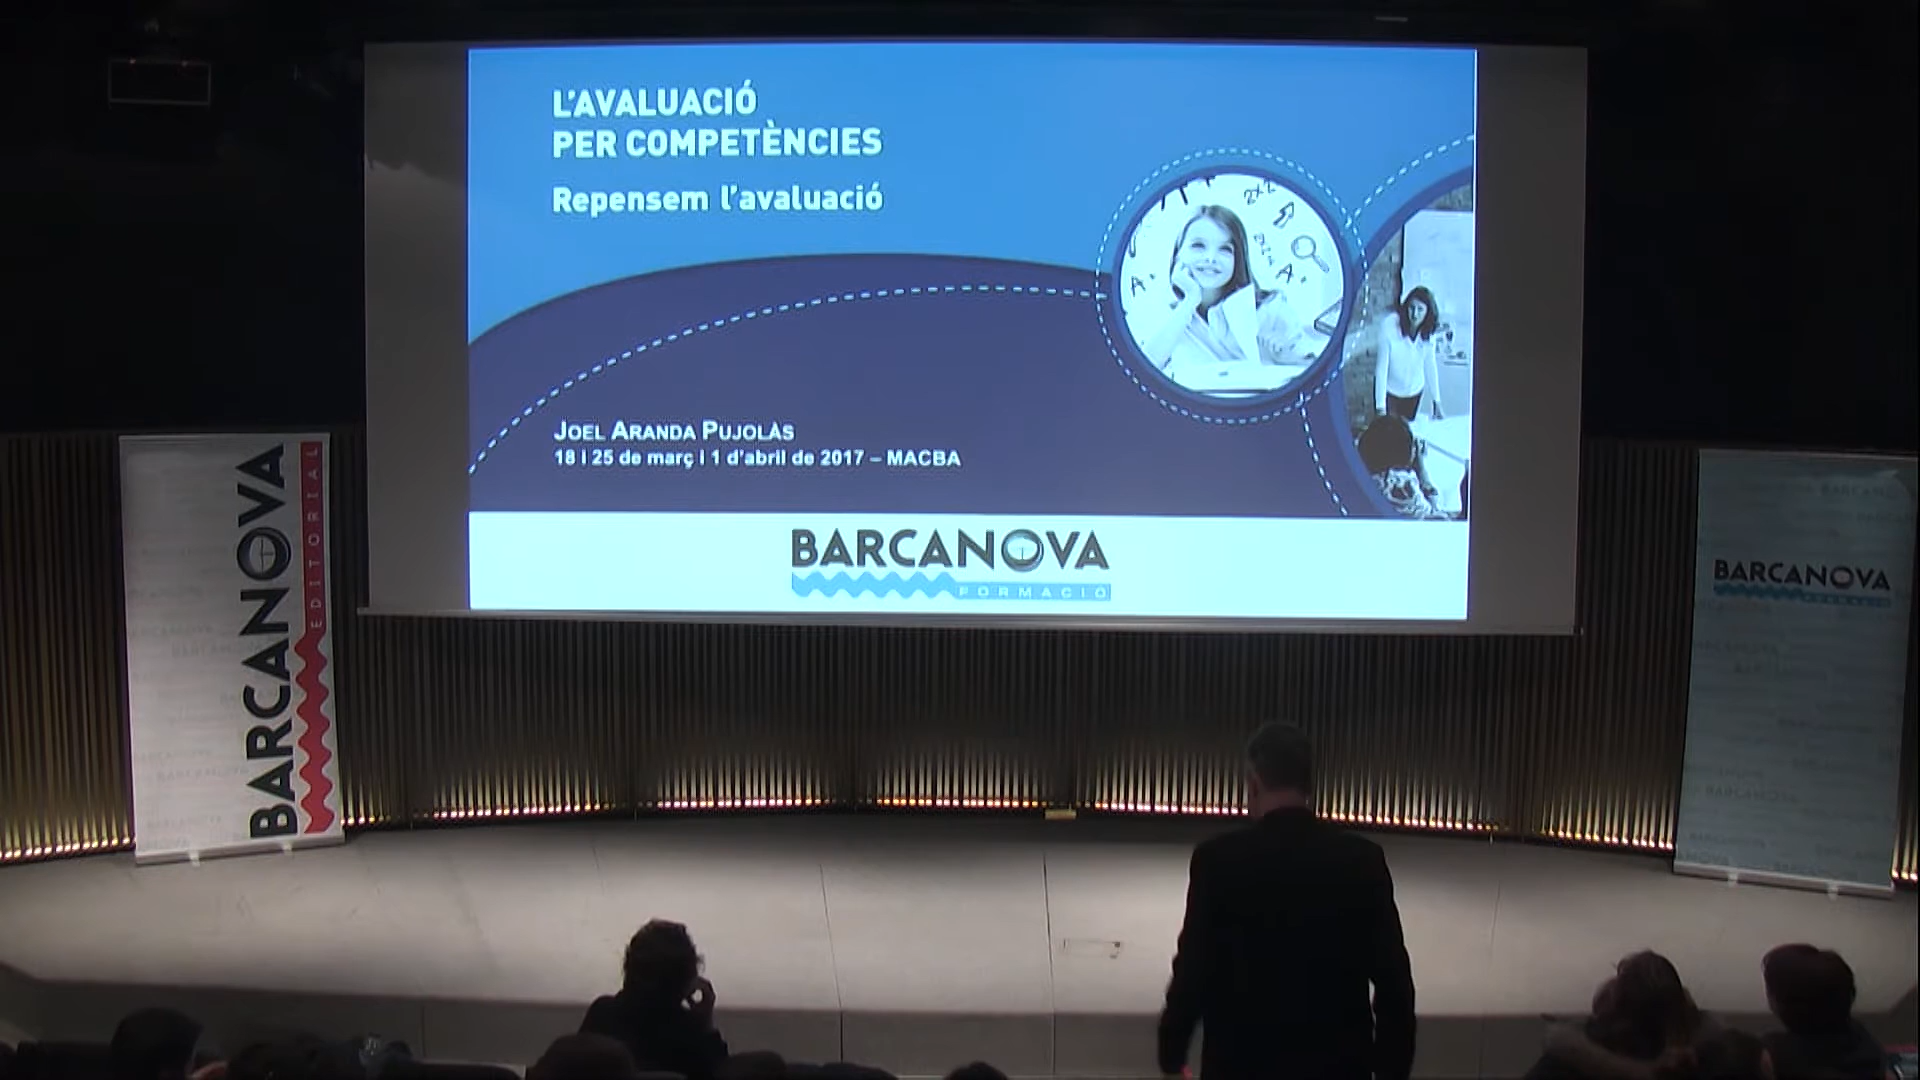 L'AVALUACIÓ
PER COMPETÈNCIES
Repensem l'avaluació
JOEL ARANDA PUJOLÀS
18 i 25 de març i 1 d'abril de 2017 – MACBA
BARCANOVA
FORMACIÓ
BARCANOVA
EDITORIAL
BARCANOVA
FORMACIÓ